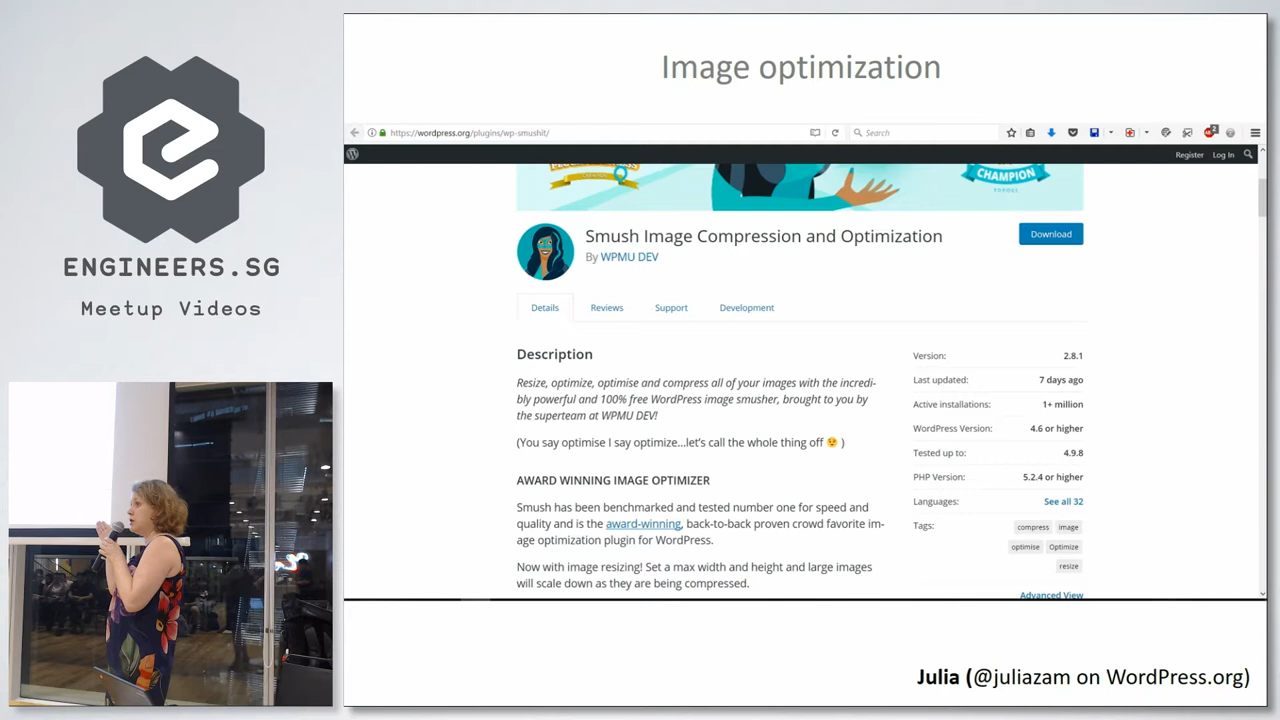 ENGINEERS.SG
Meetup Videos
Image optimization
https://wordpress.org/plugins/wp-smushit/
Search
2
Register Log In
CHAMPION
Smush Image Compression and Optimization
Download
By WPMU DEV
Details Reviews Support Development
Description
Resize, optimize, optimise and compress all of your images with the incredi-
bly powerful and 100% free WordPress image smusher, brought to you by
the superteam at WPMU DEV!
(You say optimise I say optimize...let's call the whole thing off 😟 )
AWARD WINNING IMAGE OPTIMIZER
Smush has been benchmarked and tested number one for speed and
quality and is the award-winning, back-to-back proven crowd favorite im-
age optimization plugin for WordPress.
Now with image resizing! Set a max width and height and large images
will scale down as they are being compressed.
Version: 2.8.1
Last updated: 7 days ago
Active installations: 1+ million
WordPress Version: 4.6 or higher
Tested up to: 4.9.8
PHP Version: 5.2.4 or higher
Languages: See all 32
Tags: compress image
optimise Optimize
resize
Advanced View
Julia (@juliazam on WordPress.org)